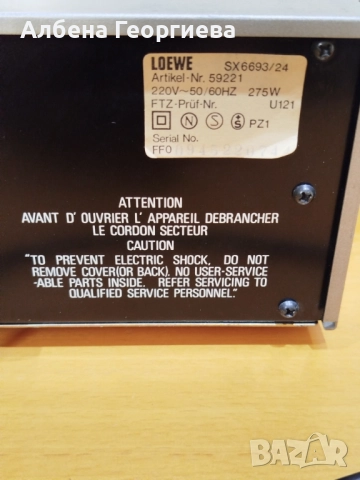 Албена Георгиева
LOEWE SX6693/24
Artikel-Nr. 59221
220V~50/60HZ 275W
FTZ-Prüf-Nr. U121
N S PZ1
Serial No.
FF0
ATTENTION
AVANT D' OUVRIER L' APPAREIL DEBRANCHER
LE CORDON SECTEUR
CAUTION
"TO PREVENT ELECTRIC SHOCK, DO NOT
REMOVE COVER(OR BACK). NO USER-SERVICE
-ABLE PARTS INSIDE. REFER SERVICING TO
QUALIFIED SERVICE PERSONNEL."
BAZAR